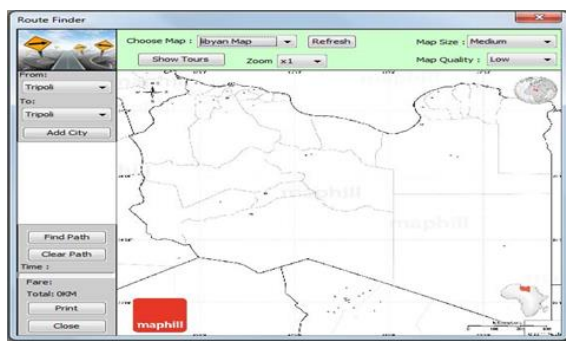 Route Finder
Choose Map : libyan Map Refresh Map Size : Medium
Show Tours Zoom x1 Map Quality : Low
From:
Tripoli
To:
Tripoli
Add City
maphill
maphill
Find Path
Clear Path
Time :
Fare:
Total: 0KM
Print
Close
maphill